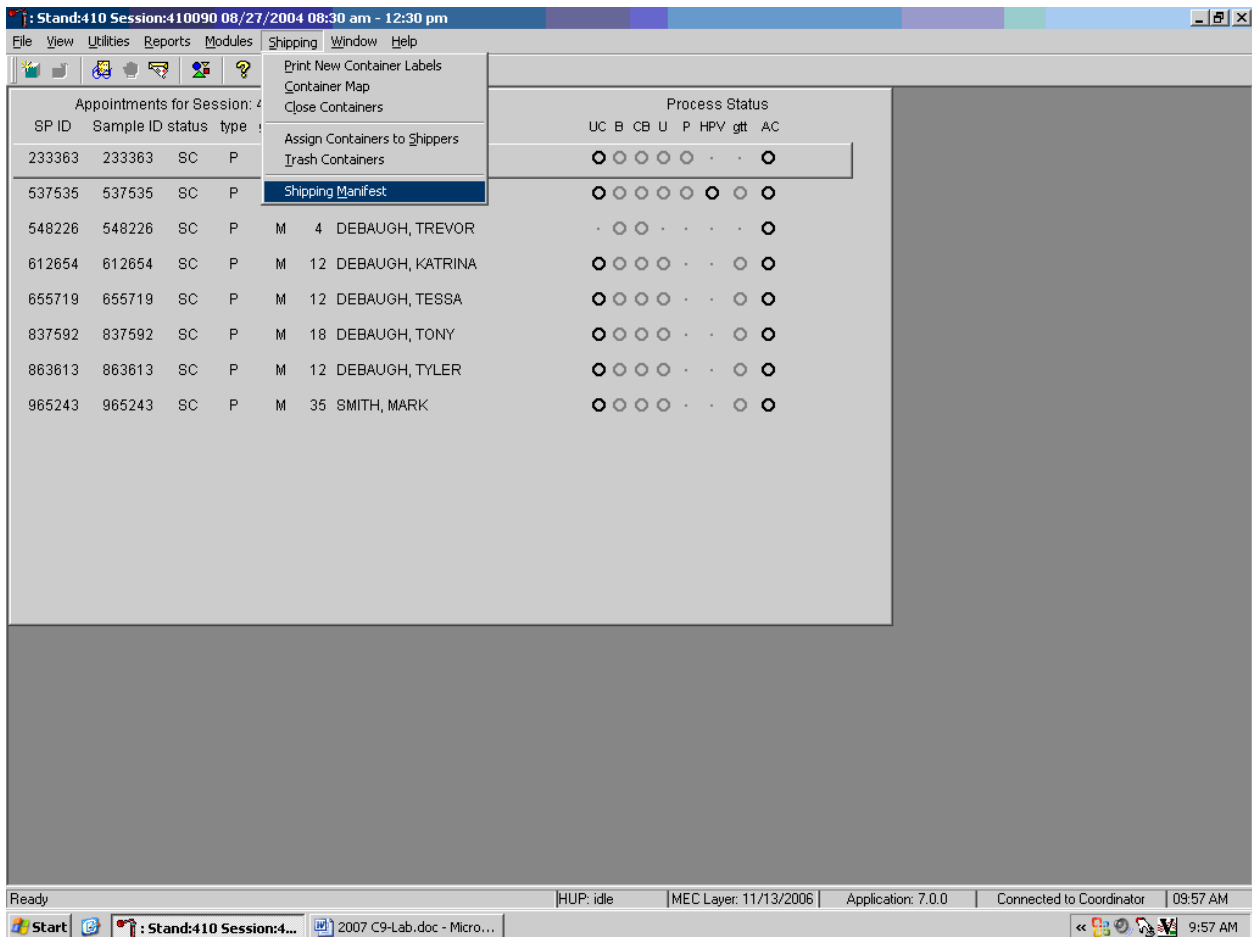 : Stand:410 Session:410090 08/27/2004 08:30 am - 12:30 pm
File View Utilities Reports Modules Shipping Window Help
Print New Container Labels
Container Map
Close Containers
Assign Containers to Shippers
Trash Containers
Shipping Manifest
Appointments for Session: 4
Process Status
SP ID Sample ID status type UC B CB U P HPV gtt AC
233363 233363 SC P
537535 537535 SC P
548226 548226 SC P M 4 DEBAUGH, TREVOR
612654 612654 SC P M 12 DEBAUGH, KATRINA
655719 655719 SC P M 12 DEBAUGH, TESSA
837592 837592 SC P M 18 DEBAUGH, TONY
863613 863613 SC P M 12 DEBAUGH, TYLER
965243 965243 SC P M 35 SMITH, MARK
Ready HUP: idle MEC Layer: 11/13/2006 Application: 7.0.0 Connected to Coordinator 09:57 AM
Start : Stand:410 Session:4... 2007 C9-Lab.doc - Micro... « 9:57 AM